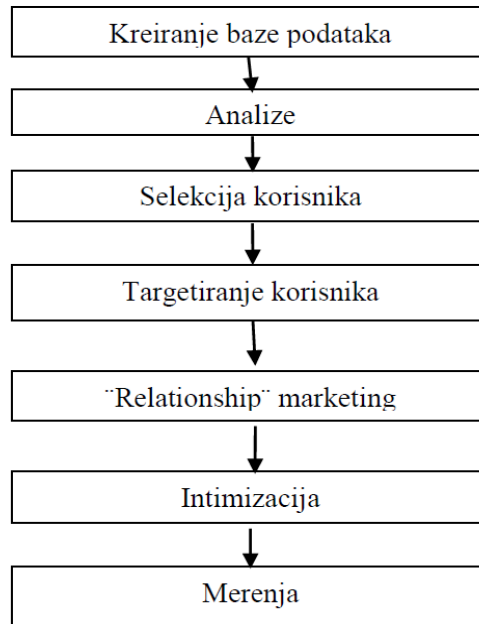 Kreiranje baze podataka
Analize
Selekcija korisnika
Targetiranje korisnika
¨Relationship¨ marketing
Intimizacija
Merenja